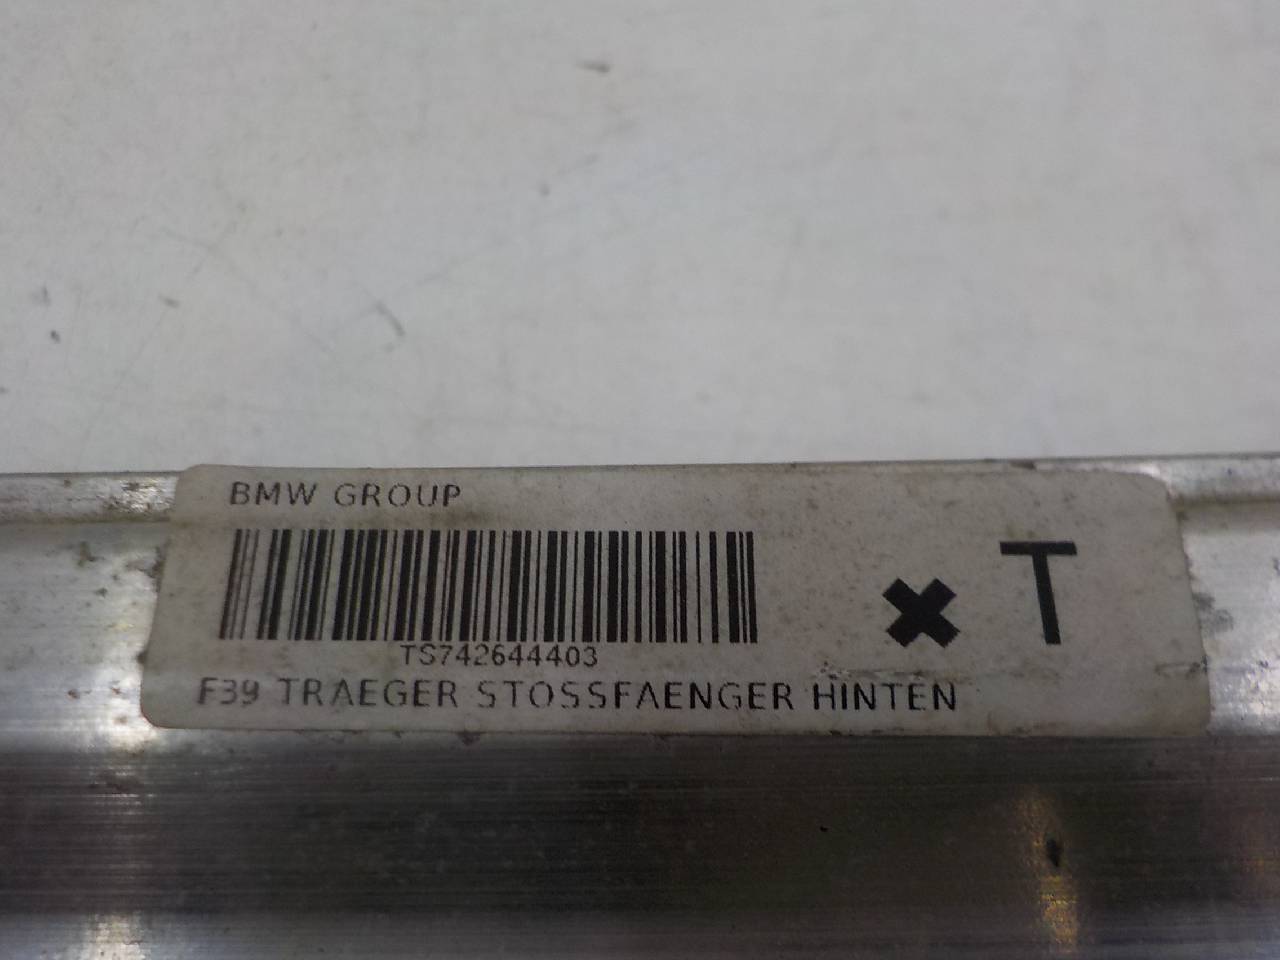 BMW GROUP
T
TS742644403
F39 TRAEGER STOSSFAENGER HINTEN